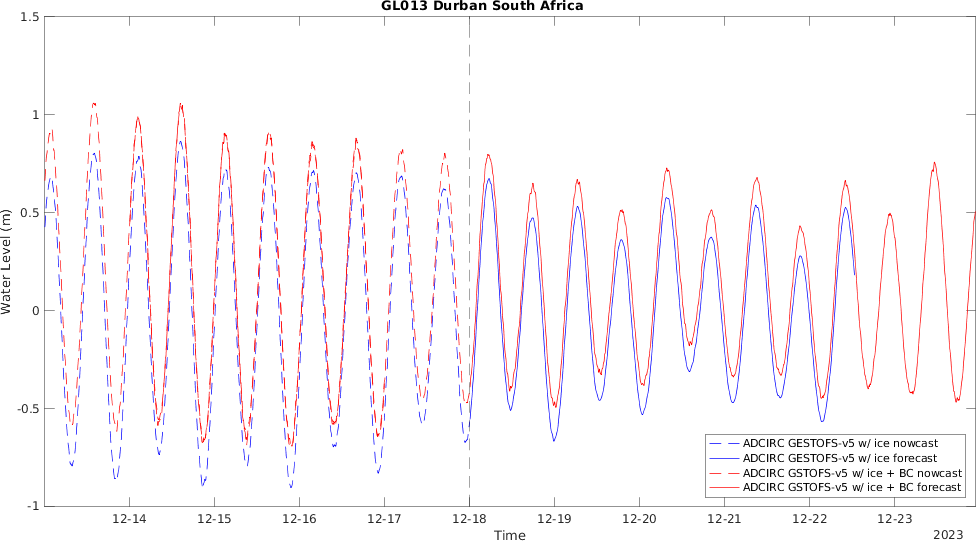 GL013 Durban South Africa
1.5
1
0.5
0
-0.5
-1
Water Level (m)
12-14 12-15 12-16 12-17 12-18 12-19 12-20 12-21 12-22 12-23
Time
2023
ADCIRC GESTOFS-v5 w/ ice nowcast
ADCIRC GESTOFS-v5 w/ ice forecast
ADCIRC GSTOFS-v5 w/ ice + BC nowcast
ADCIRC GSTOFS-v5 w/ ice + BC forecast